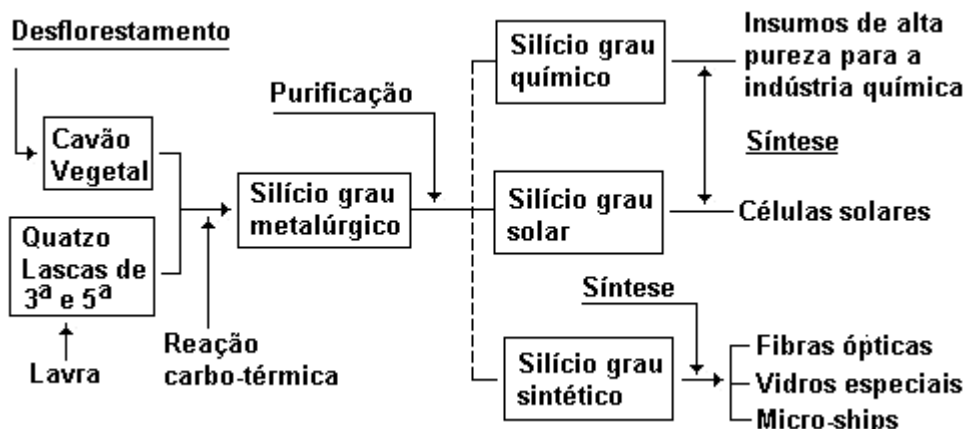 Desflorestamento
Cavão
Vegetal
Quatzo
Lascas de
3ª e 5ª
Lavra
Reação
carbo-térmica
Silício grau
metalúrgico
Purificação
Silício grau
químico
Insumos de alta
pureza para a
indústria química
Síntese
Silício grau
solar
Células solares
Síntese
Silício grau
sintético
Fibras ópticas
Vidros especiais
Micro-ships